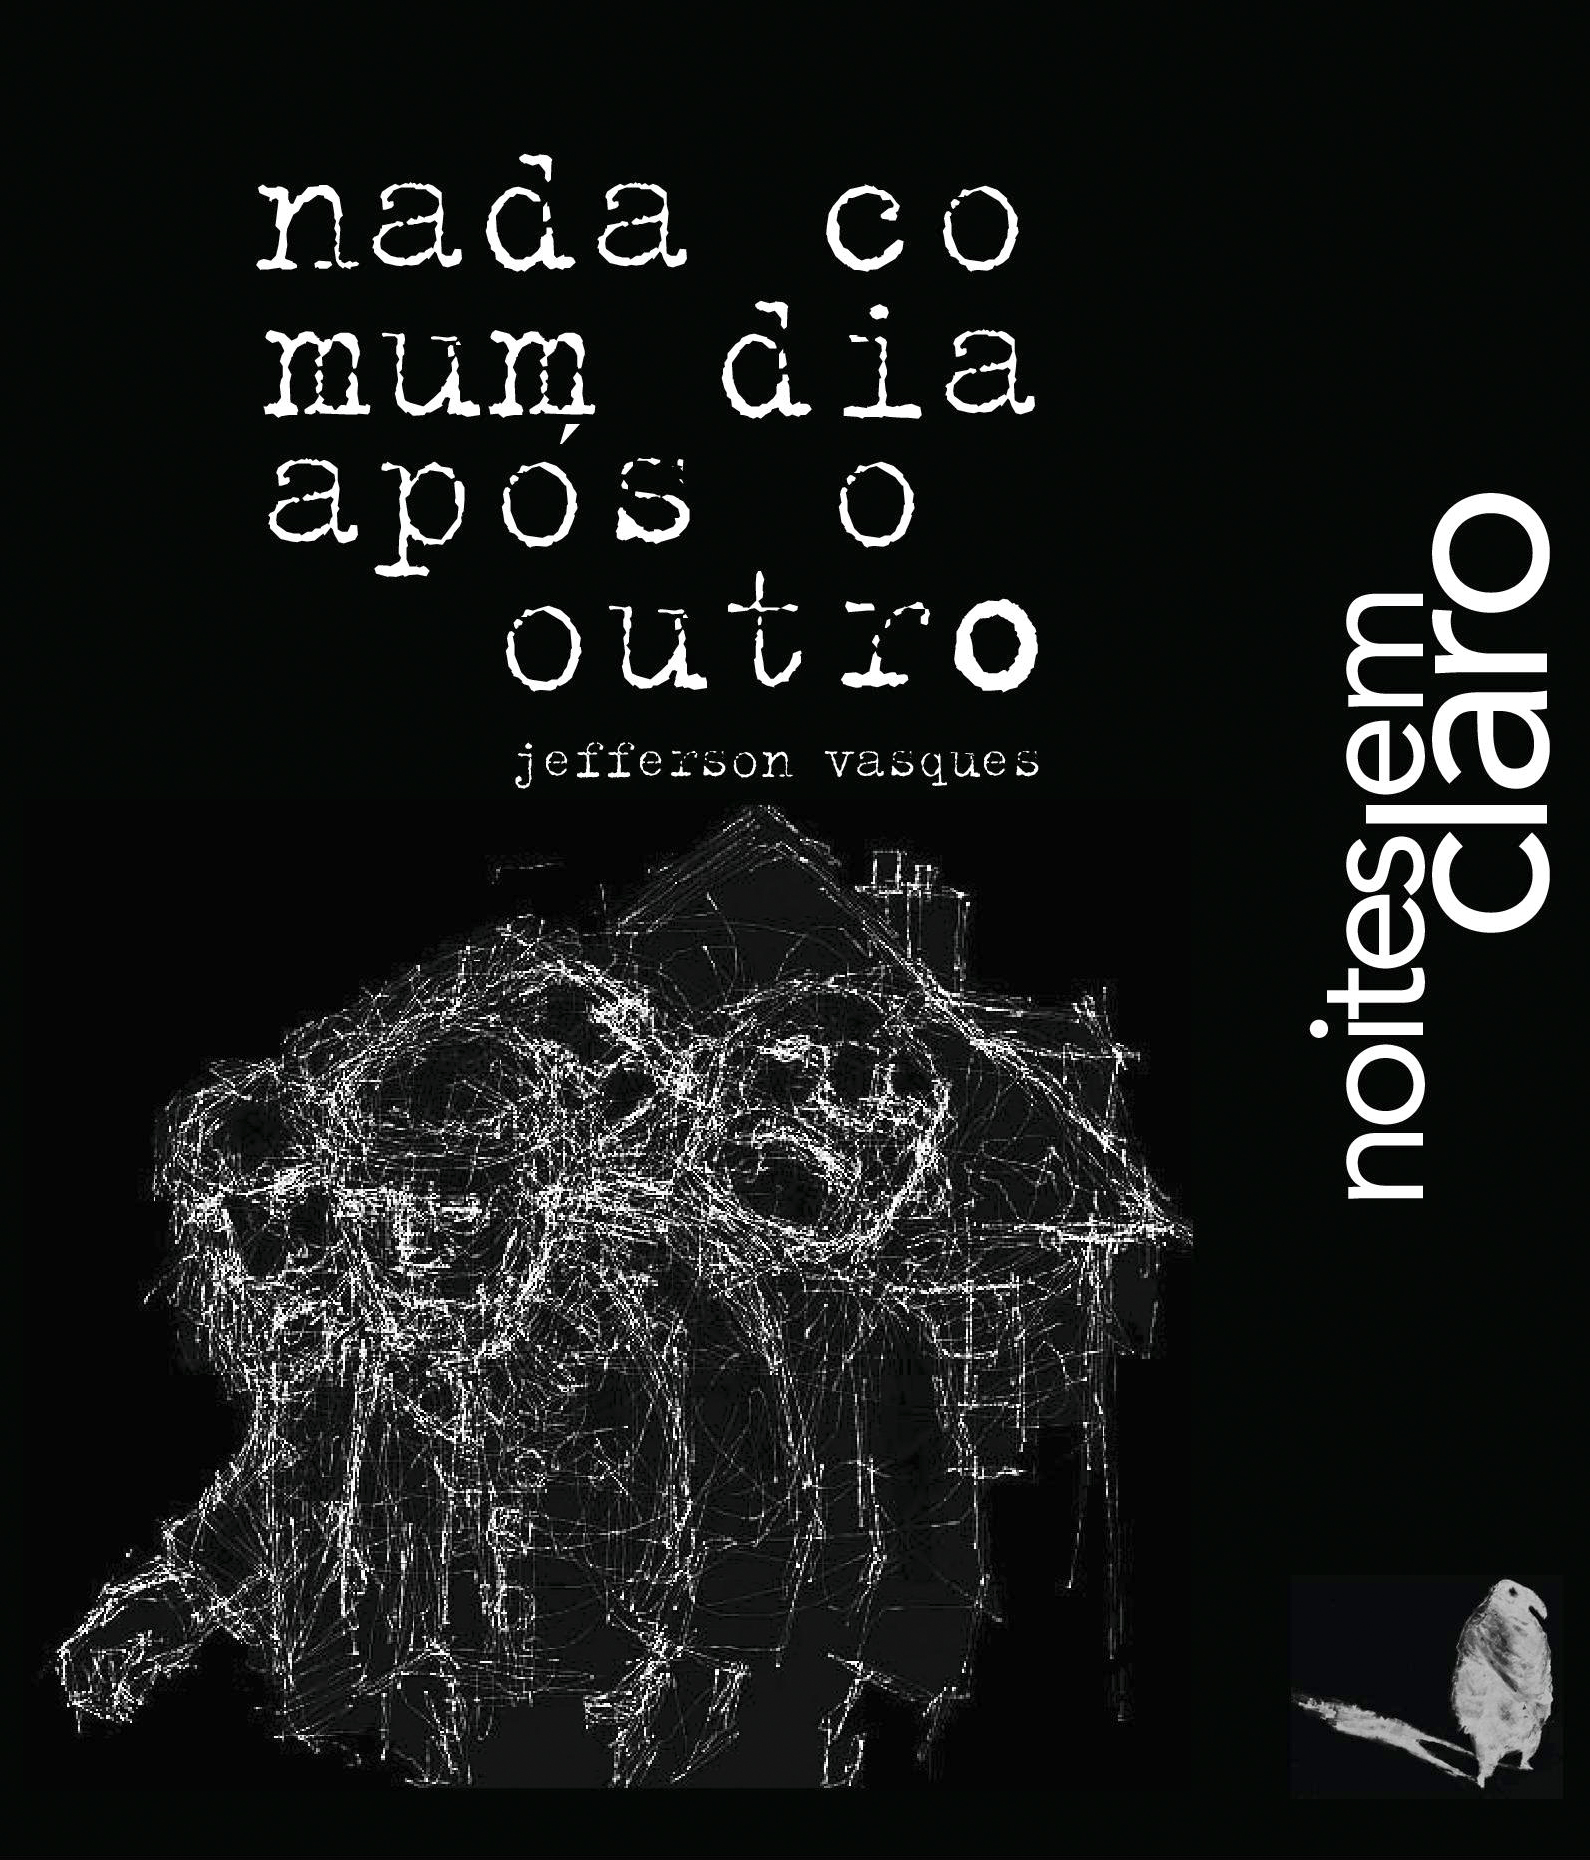 nada co
mum dia
após o
outro
jefferson vasques
noites em
claro